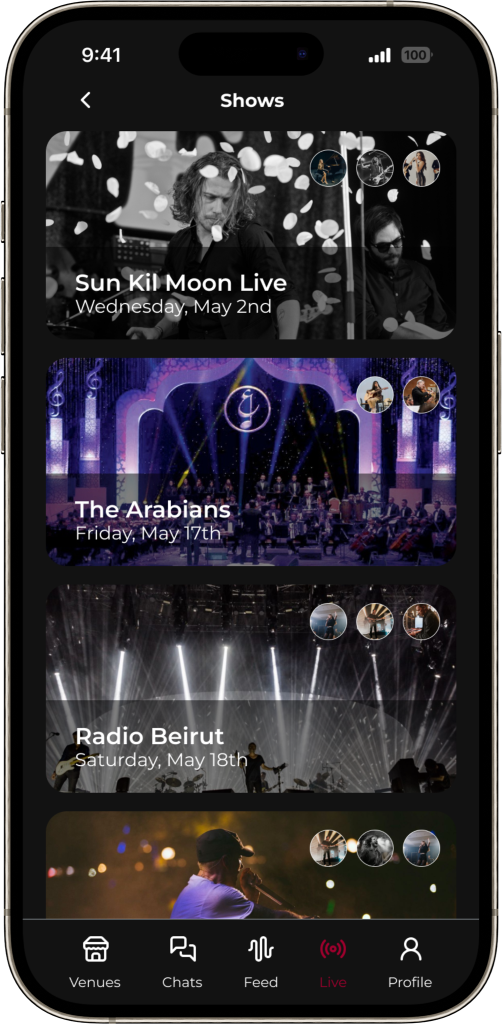 9:41
100
Shows
Sun Kil Moon Live
Wednesday, May 2nd
The Arabians
Friday, May 17th
Radio Beirut
Saturday, May 18th
Venues
Chats
Feed
Live
Profile